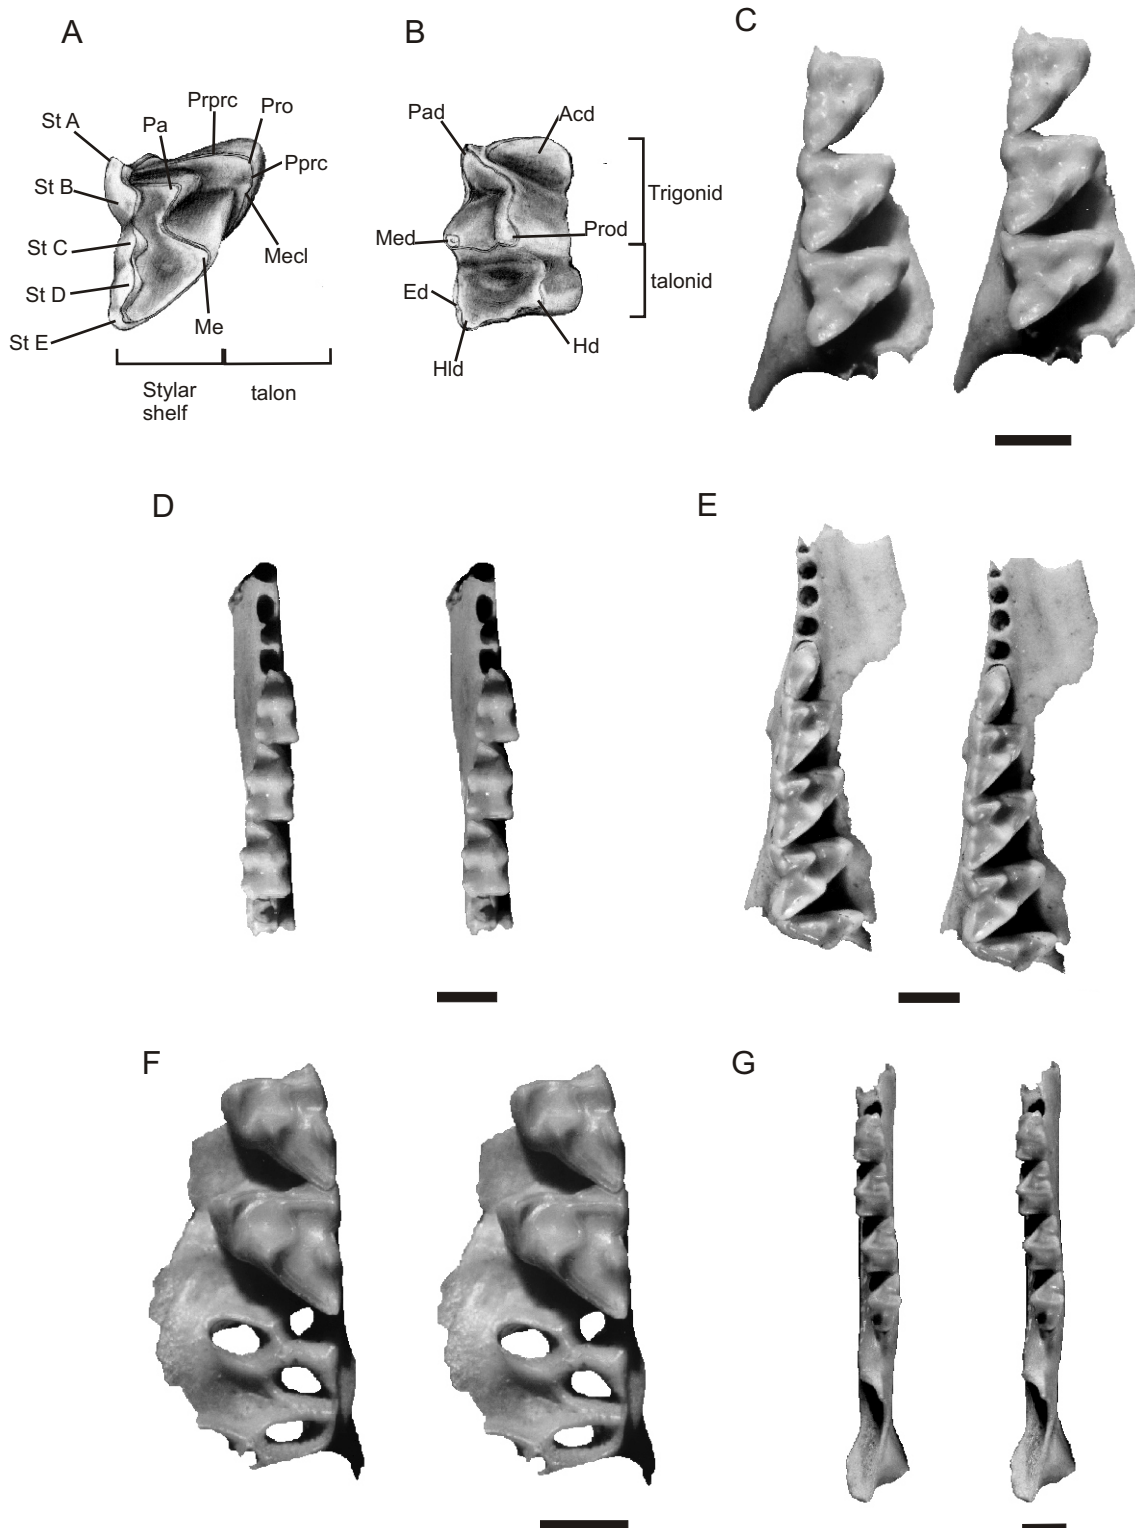 A
B
C
St A
Prprc
Pa
Pro
Pprc
St B
St C
St D
St E
Mecl
Me
Stylar
shelf
talon
Pad
Acd
Trigonid
Med
Prod
talonid
Ed
Hd
Hld
D
E
F
G